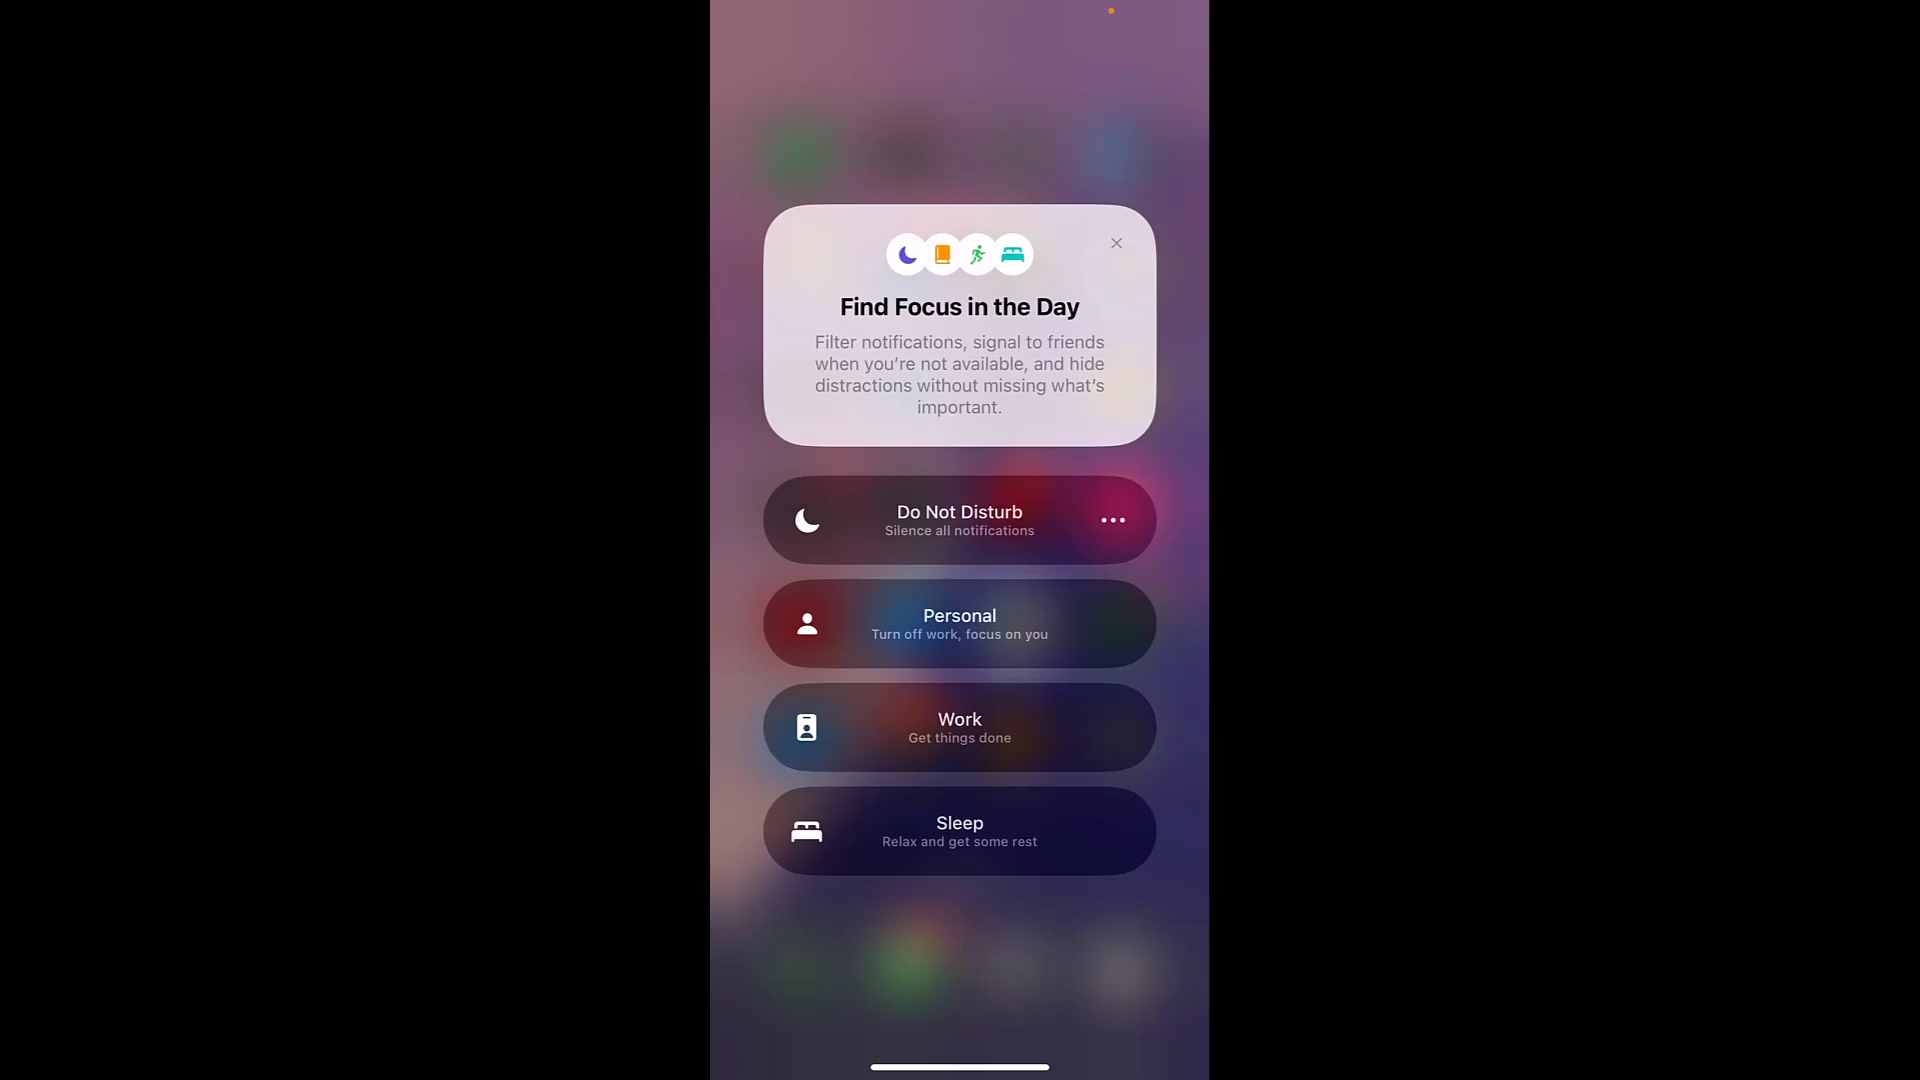 Find Focus in the Day
Filter notifications, signal to friends
when you’re not available, and hide
distractions without missing what’s
important.
Do Not Disturb
Silence all notifications
Personal
Turn off work, focus on you
Work
Get things done
Sleep
Relax and get some rest